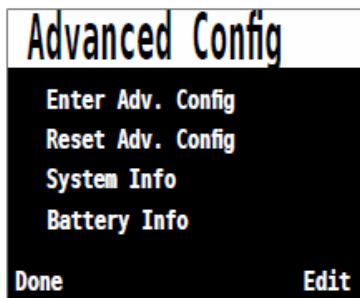 Advanced Config
Enter Adv. Config
Reset Adv. Config
System Info
Battery Info
Done Edit